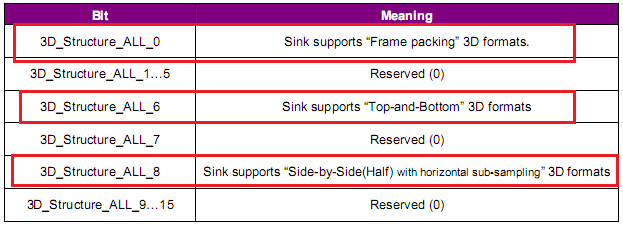 Bit Meaning
3D_Structure_ALL_0 Sink supports “Frame packing” 3D formats.
3D_Structure_ALL_1…5 Reserved (0)
3D_Structure_ALL_6 Sink supports “Top-and-Bottom” 3D formats
3D_Structure_ALL_7 Reserved (0)
3D_Structure_ALL_8 Sink supports “Side-by-Side(Half) with horizontal sub-sampling” 3D formats
3D_Structure_ALL_9…15 Reserved (0)